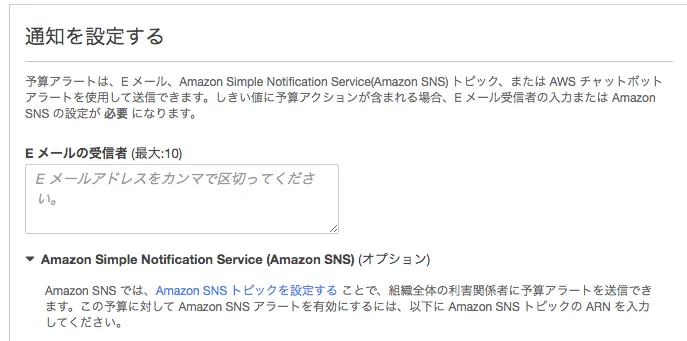 通知を設定する
予算アラートは、E メール、Amazon Simple Notification Service(Amazon SNS) トピック、または AWS チャットボット
アラートを使用して送信できます。しきい値に予算アクションが含まれる場合、E メール受信者の入力または Amazon
SNS の設定が 必要 になります。
E メールの受信者 (最大:10)
E メールアドレスをカンマで区切ってくださ
い。
Amazon Simple Notification Service (Amazon SNS) (オプション)
Amazon SNS では、Amazon SNS トピックを設定する ことで、組織全体の利害関係者に予算アラートを送信でき
ます。この予算に対して Amazon SNS アラートを有効にするには、以下に Amazon SNS トピックの ARN を入力
してください。